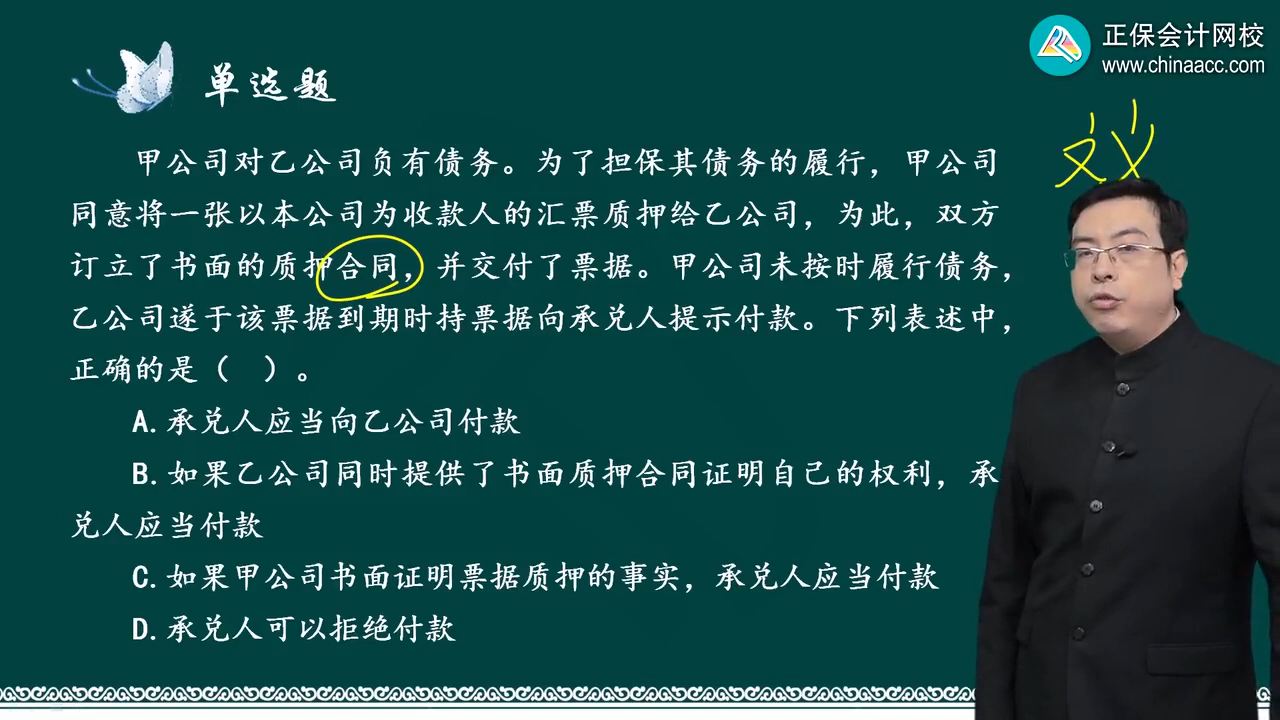 正保会计网校
www.chinaacc.com
单选题
甲公司对乙公司负有债务。为了担保其债务的履行，甲公司
同意将一张以本公司为收款人的汇票质押给乙公司，为此，双方
订立了书面的质押合同，并交付了票据。甲公司未按时履行债务，
乙公司遂于该票据到期时持票据向承兑人提示付款。下列表述中，
正确的是（ ）。
A.承兑人应当向乙公司付款
B.如果乙公司同时提供了书面质押合同证明自己的权利，承
兑人应当付款
C.如果甲公司书面证明票据质押的事实，承兑人应当付款
D.承兑人可以拒绝付款